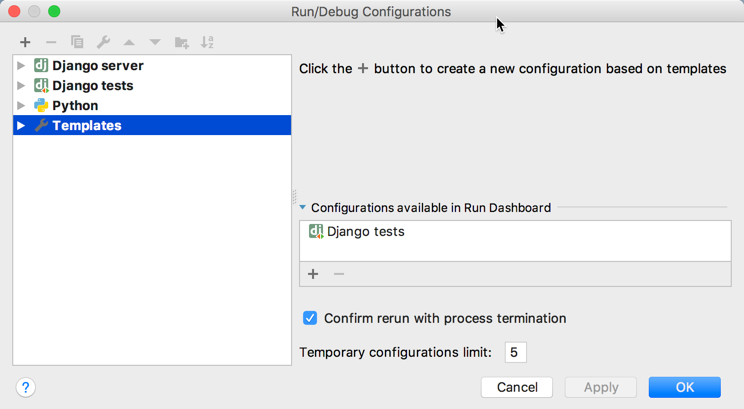 Run/Debug Configurations
Django server
Django tests
Python
Templates
Click the + button to create a new configuration based on templates
Configurations available in Run Dashboard
dj Django tests
Confirm rerun with process termination
Temporary configurations limit: 5
? Cancel Apply OK